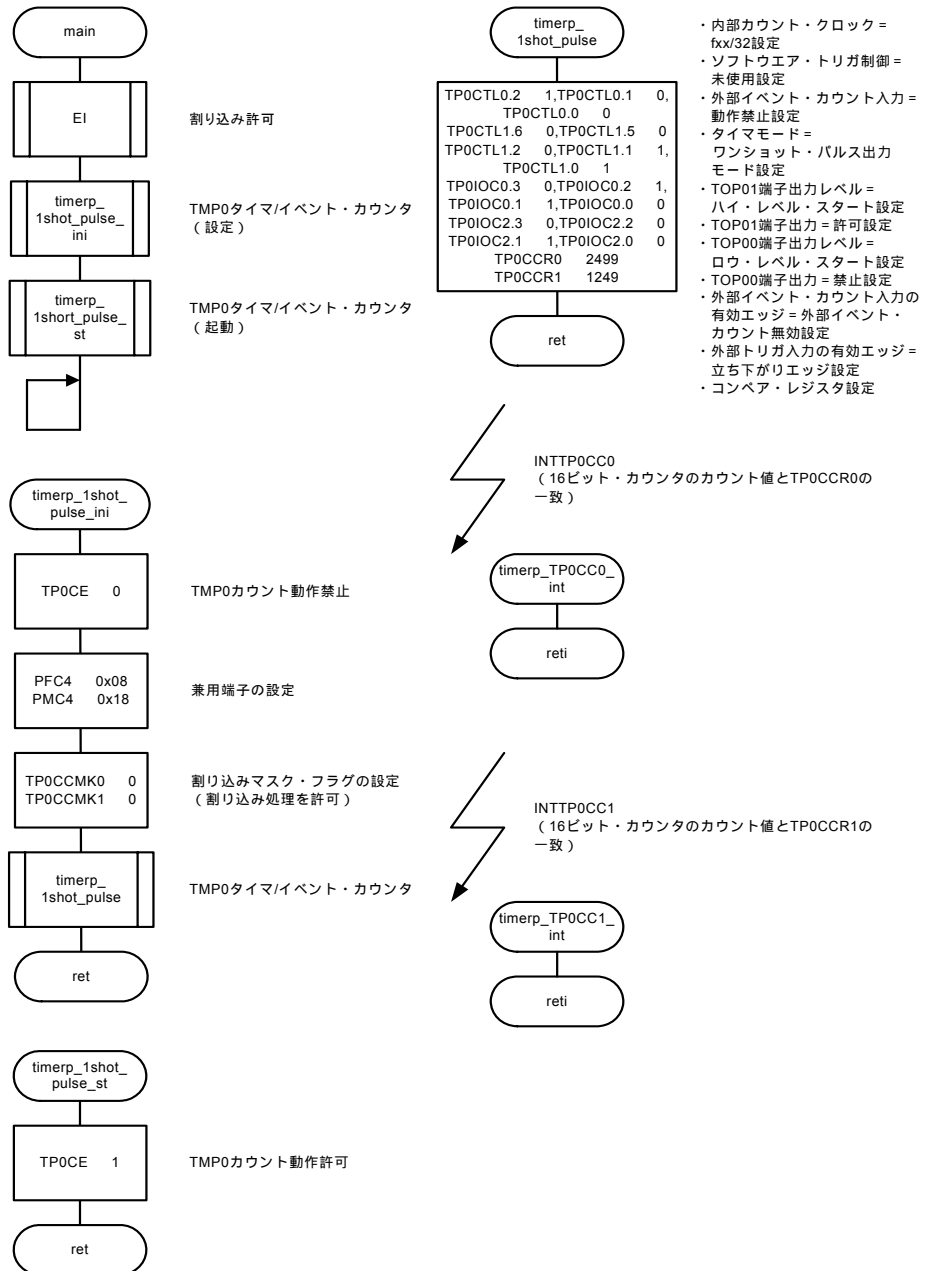 main
EI
割り込み許可
timerp_
1shot_pulse_
ini
TMP0タイマ/イベント・カウンタ
（設定）
timerp_
1short_pulse_
st
TMP0タイマ/イベント・カウンタ
（起動）
timerp_1shot_
pulse_ini
TP0CE 0
TMP0カウント動作禁止
PFC4 0x08
PMC4 0x18
兼用端子の設定
TP0CCMK0 0
TP0CCMK1 0
割り込みマスク・フラグの設定
（割り込み処理を許可）
timerp_
1shot_pulse
TMP0タイマ/イベント・カウンタ
ret
timerp_1shot_
pulse_st
TP0CE 1
TMP0カウント動作許可
ret
timerp_
1shot_pulse
TP0CTL0.2 1,TP0CTL0.1 0,
TP0CTL0.0 0
TP0CTL1.6 0,TP0CTL1.5 0
TP0CTL1.2 0,TP0CTL1.1 1,
TP0CTL1.0 1
TP0IOC0.3 0,TP0IOC0.2 1,
TP0IOC0.1 1,TP0IOC0.0 0
TP0IOC2.3 0,TP0IOC2.2 0
TP0IOC2.1 1,TP0IOC2.0 0
TP0CCR0 2499
TP0CCR1 1249
ret
・内部カウント・クロック＝
fxx/32設定
・ソフトウエア・トリガ制御＝
未使用設定
・外部イベント・カウント入力＝
動作禁止設定
・タイマモード＝
ワンショット・パルス出力
モード設定
・TOP01端子出力レベル＝
ハイ・レベル・スタート設定
・TOP01端子出力＝許可設定
・TOP00端子出力レベル＝
ロウ・レベル・スタート設定
・TOP00端子出力＝禁止設定
・外部イベント・カウント入力の
有効エッジ＝外部イベント・
カウント無効設定
・外部トリガ入力の有効エッジ＝
立ち下がりエッジ設定
・コンペア・レジスタ設定
INTTP0CC0
（16ビット・カウンタのカウント値とTP0CCR0の
一致）
timerp_TP0CC0_
int
reti
INTTP0CC1
（16ビット・カウンタのカウント値とTP0CCR1の
一致）
timerp_TP0CC1_
int
reti